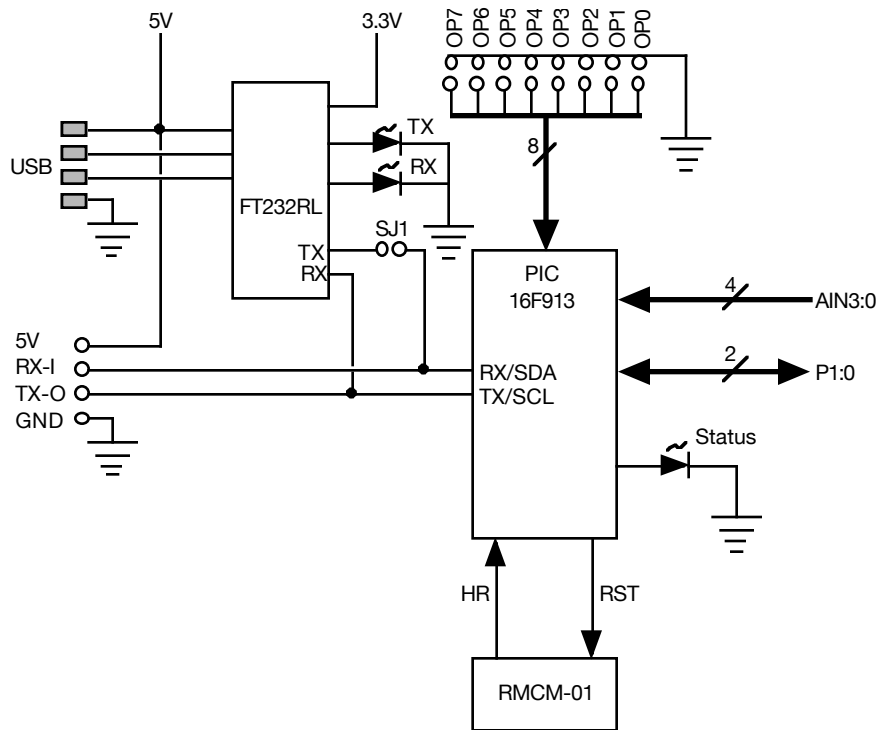 5V
3.3V
OP7
OP6
OP5
OP4
OP3
OP2
OP1
OP0
USB
FT232RL
TX
RX
TX
RX
SJ1
8
PIC
16F913
4
AIN3:0
2
P1:0
5V
RX-I
TX-O
GND
RX/SDA
TX/SCL
Status
HR
RST
RMCM-01